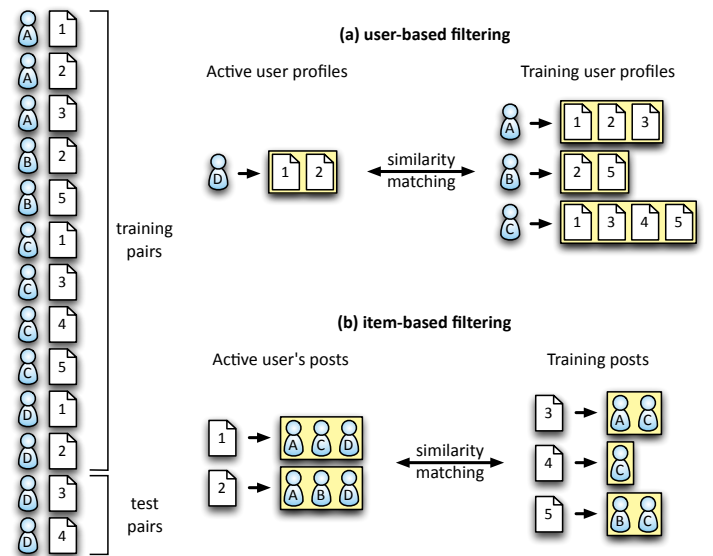 A 1
A 2
A 3
B 2
B 5
C 1
C 3
C 4
C 5
D 1
D 2
D 3
D 4
training
pairs
test
pairs
(a) user-based filtering
Active user profiles
Training user profiles
D 1 2
similarity
matching
A 1 2 3
B 2 5
C 1 3 4 5
(b) item-based filtering
Active user's posts
Training posts
1 A C D
2 A B D
similarity
matching
3 A C
4 C
5 B C